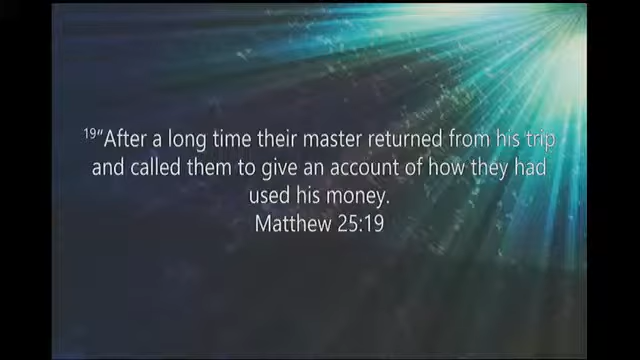 19"After a long time their master returned from his trip
and called them to give an account of how they had
used his money.
Matthew 25:19